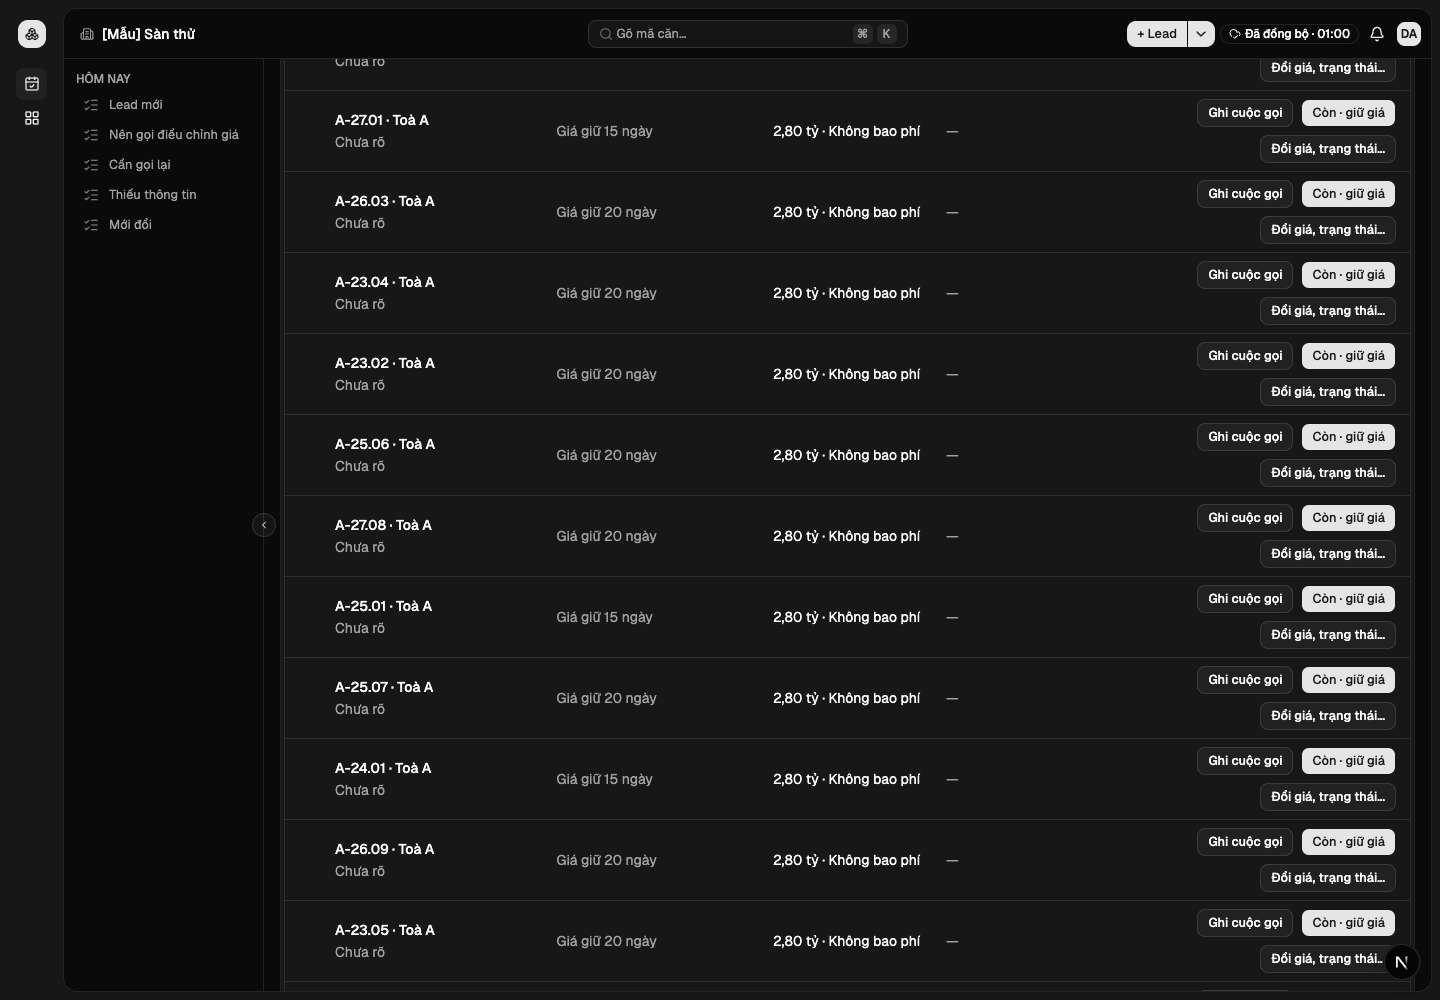 [Mẫu] Sàn thử
Gõ mã căn...
⌘ K
+ Lead
Đã đồng bộ · 01:00
DA
HÔM NAY
Lead mới
Nên gọi điều chỉnh giá
Cần gọi lại
Thiếu thông tin
Mới đổi
Chưa rõ
Đổi giá, trạng thái...
A-27.01 · Toà A
Chưa rõ
Giá giữ 15 ngày
2,80 tỷ · Không bao phí
—
Ghi cuộc gọi
Còn · giữ giá
Đổi giá, trạng thái...
A-26.03 · Toà A
Chưa rõ
Giá giữ 20 ngày
2,80 tỷ · Không bao phí
—
Ghi cuộc gọi
Còn · giữ giá
Đổi giá, trạng thái...
A-23.04 · Toà A
Chưa rõ
Giá giữ 20 ngày
2,80 tỷ · Không bao phí
—
Ghi cuộc gọi
Còn · giữ giá
Đổi giá, trạng thái...
A-23.02 · Toà A
Chưa rõ
Giá giữ 20 ngày
2,80 tỷ · Không bao phí
—
Ghi cuộc gọi
Còn · giữ giá
Đổi giá, trạng thái...
A-25.06 · Toà A
Chưa rõ
Giá giữ 20 ngày
2,80 tỷ · Không bao phí
—
Ghi cuộc gọi
Còn · giữ giá
Đổi giá, trạng thái...
A-27.08 · Toà A
Chưa rõ
Giá giữ 20 ngày
2,80 tỷ · Không bao phí
—
Ghi cuộc gọi
Còn · giữ giá
Đổi giá, trạng thái...
A-25.01 · Toà A
Chưa rõ
Giá giữ 15 ngày
2,80 tỷ · Không bao phí
—
Ghi cuộc gọi
Còn · giữ giá
Đổi giá, trạng thái...
A-25.07 · Toà A
Chưa rõ
Giá giữ 20 ngày
2,80 tỷ · Không bao phí
—
Ghi cuộc gọi
Còn · giữ giá
Đổi giá, trạng thái...
A-24.01 · Toà A
Chưa rõ
Giá giữ 15 ngày
2,80 tỷ · Không bao phí
—
Ghi cuộc gọi
Còn · giữ giá
Đổi giá, trạng thái...
A-26.09 · Toà A
Chưa rõ
Giá giữ 20 ngày
2,80 tỷ · Không bao phí
—
Ghi cuộc gọi
Còn · giữ giá
Đổi giá, trạng thái...
A-23.05 · Toà A
Chưa rõ
Giá giữ 20 ngày
2,80 tỷ · Không bao phí
—
Ghi cuộc gọi
Còn · giữ giá
Đổi giá, trạng thái...
N